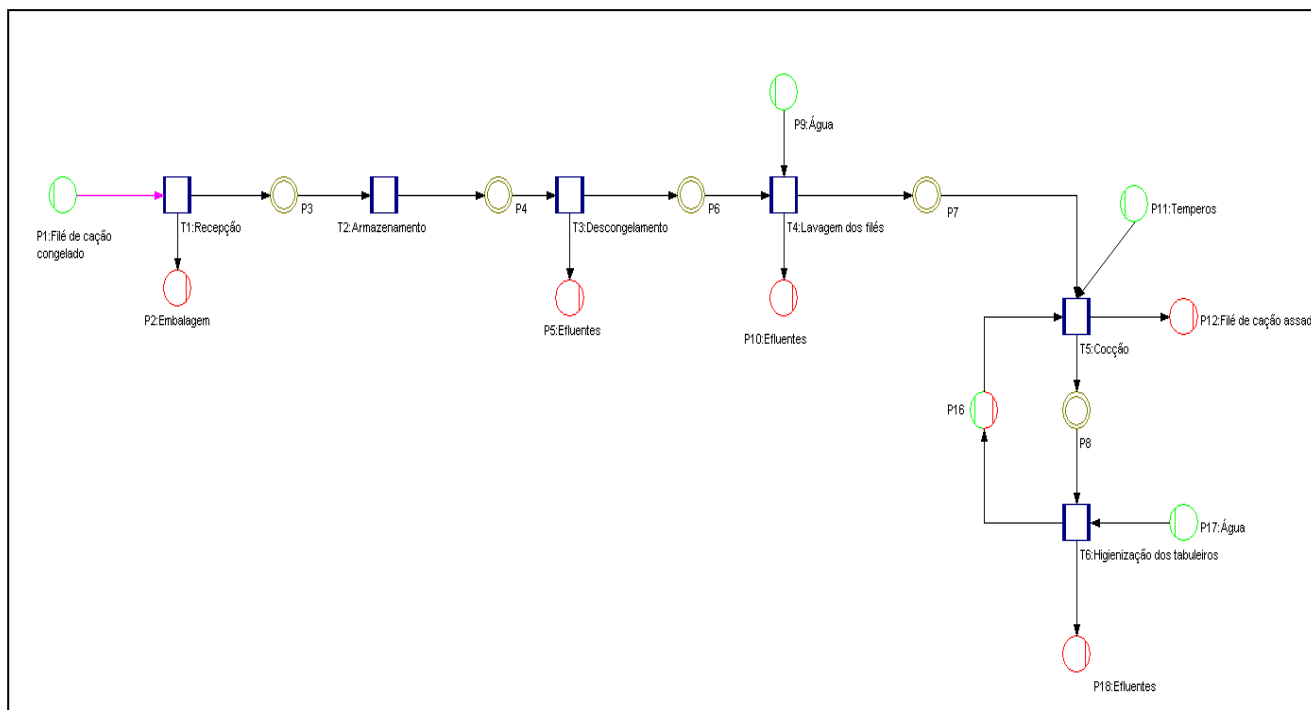 P9:Água
P3
P4
P6
P7
P11:Temperos
P1:Filé de cação
congelado
T1:Recepção
T2:Armazenamento
T3:Descongelamento
T4:Lavagem dos filés
P2:Embalagem
P5:Efluentes
P10:Efluentes
P12:Filé de cação assad
T5:Cocção
P16
P8
P17:Água
T6:Higienização dos tabuleiros
P18:Efluentes